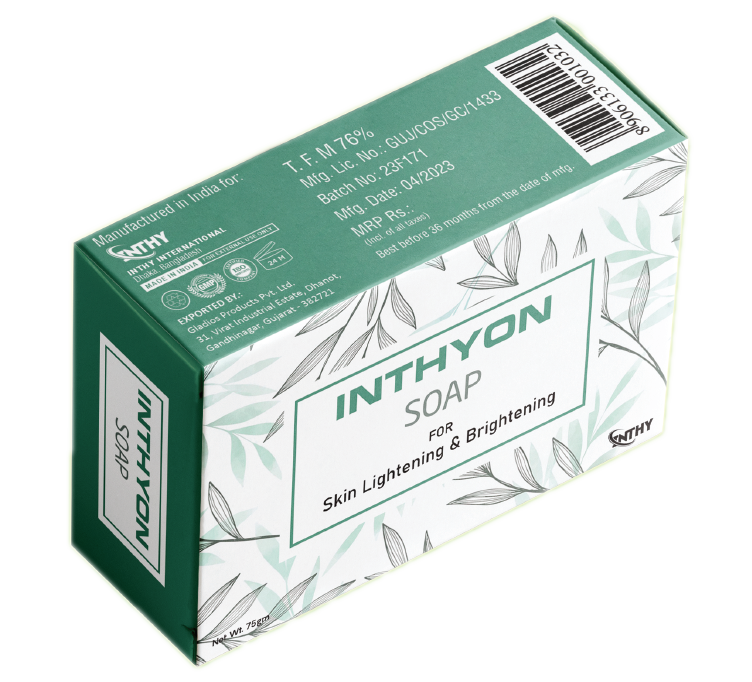 Manufactured in India for:
INTHY
INTHY INTERNATIONAL
Dhaka, Bangladesh
MADE IN INDIA FOR EXTERNAL USE ONLY
GMP ISO 24 M
EXPORTED BY:
Gladios Products Pvt. Ltd.
31, Virat Industrial Estate, Dhanot,
Gandhinagar, Gujarat - 382721
T. F. M 76%
Mfg. Lic. No.: GUJ/COS/GC/1433
Batch No: 23F171
Mfg. Date: 04/2023
MRP Rs.:
(Incl. of all taxes)
Best before 36 months from the date of mfg.
8906133001032
INTHYON
SOAP
FOR
Skin Lightening & Brightening
INTHY
Net Wt. 75gm
INTHYON
SOAP